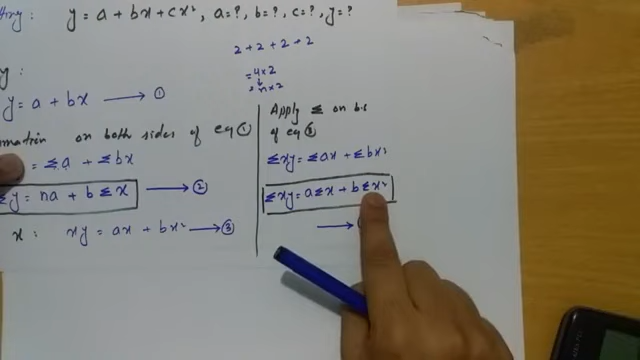 y = a + bx + cx², a=?, b=?, c=?, y=?
2 + 2 + 2 + 2
= 4 x 2
= n x 2
y:
y = a + bx → ①
on both sides of eq ①
= Σa + Σbx
Σy = na + bΣx → ②
x: xy = ax + bx² → ③
Apply Σ on b.s
of eq ③
Σxy = Σax + Σbx²
Σxy = aΣx + bΣx²
→